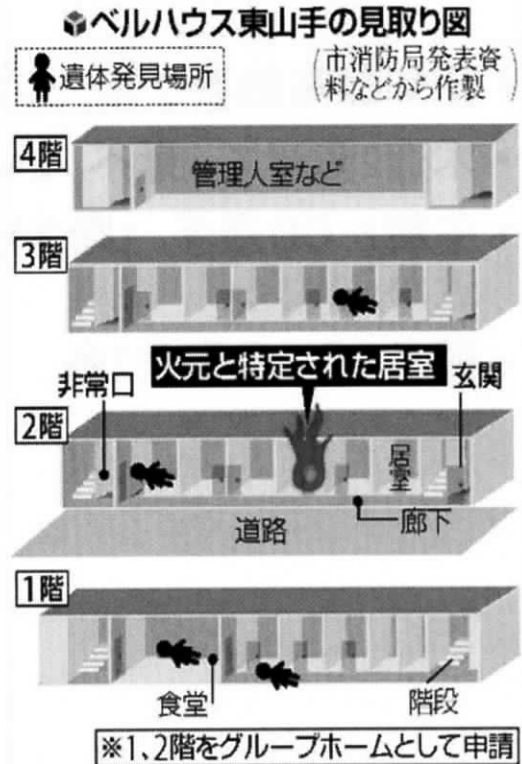 ベルハウス東山手の見取り図
遺体発見場所
(市消防局発表資
料などから作製)
4階
管理人室など
3階
火元と特定された居室
非常口
玄関
2階
居室
廊下
道路
1階
食堂
階段
※1、2階をグループホームとして申請